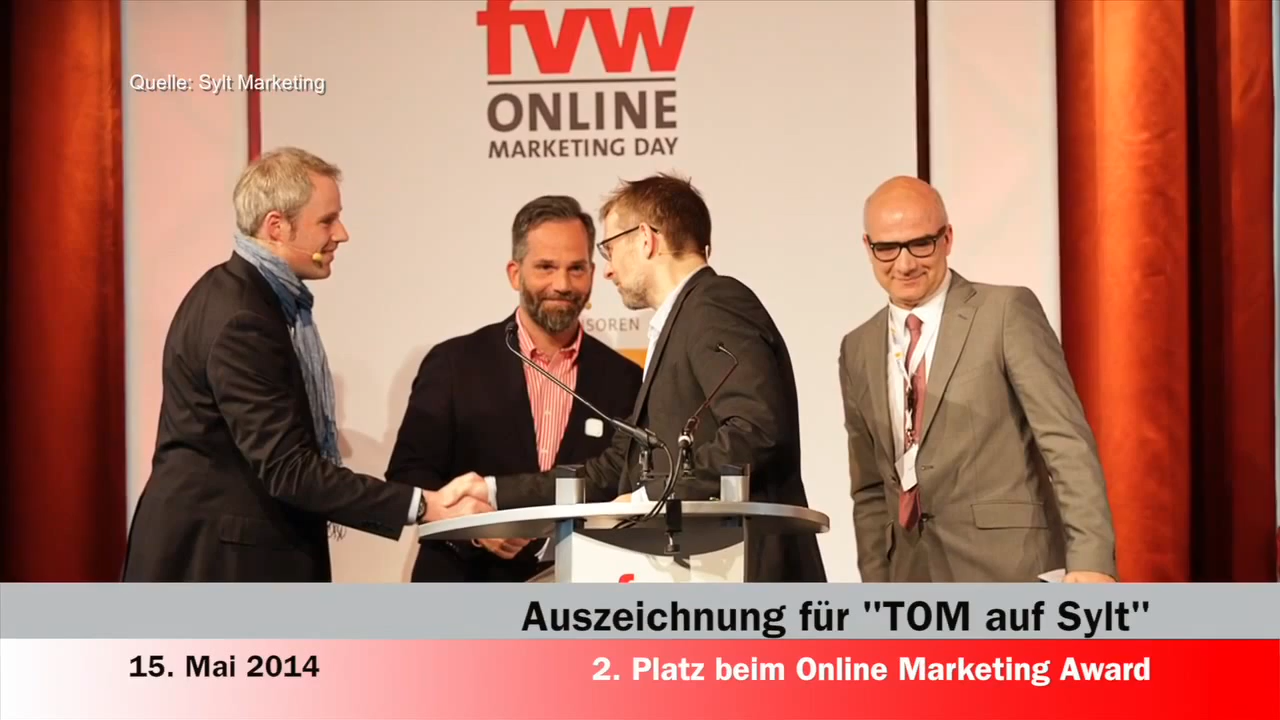 fvw
Quelle: Sylt Marketing
ONLINE
MARKETING DAY
SOREN
Auszeichnung für "TOM auf Sylt"
15. Mai 2014
2. Platz beim Online Marketing Award